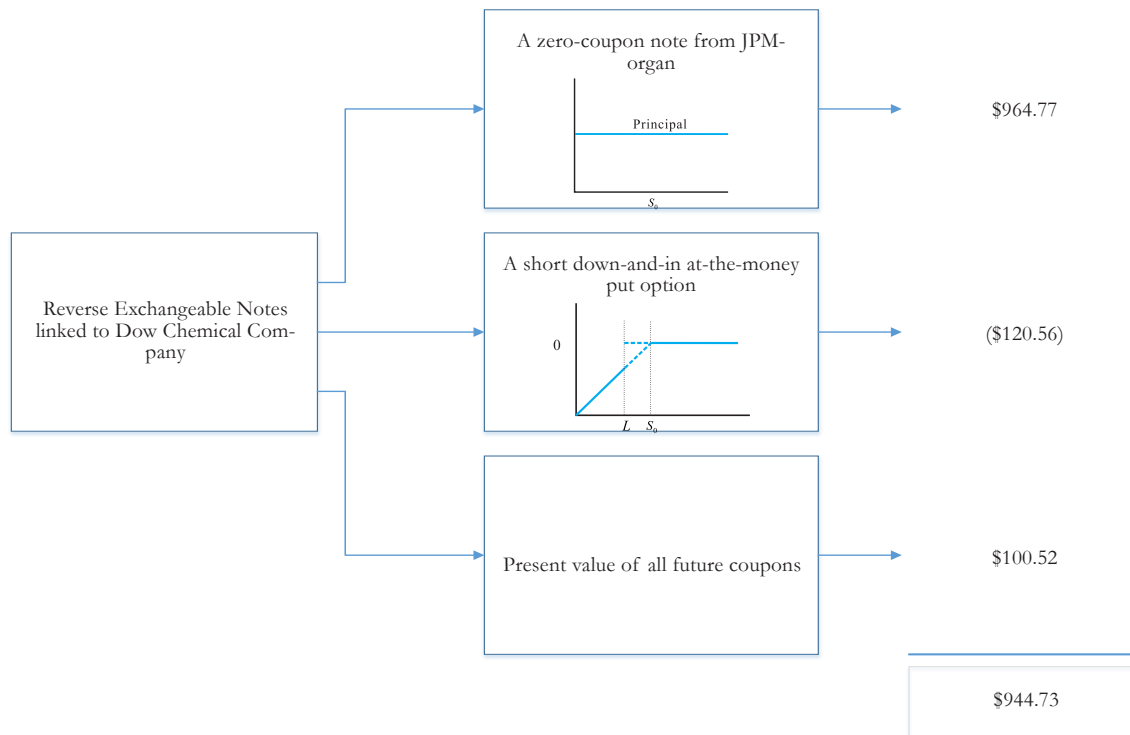 A zero-coupon note from JPM-
organ
Principal
S₀
$964.77
Reverse Exchangeable Notes
linked to Dow Chemical Com-
pany
A short down-and-in at-the-money
put option
0
L S₀
($120.56)
Present value of all future coupons
$100.52
$944.73